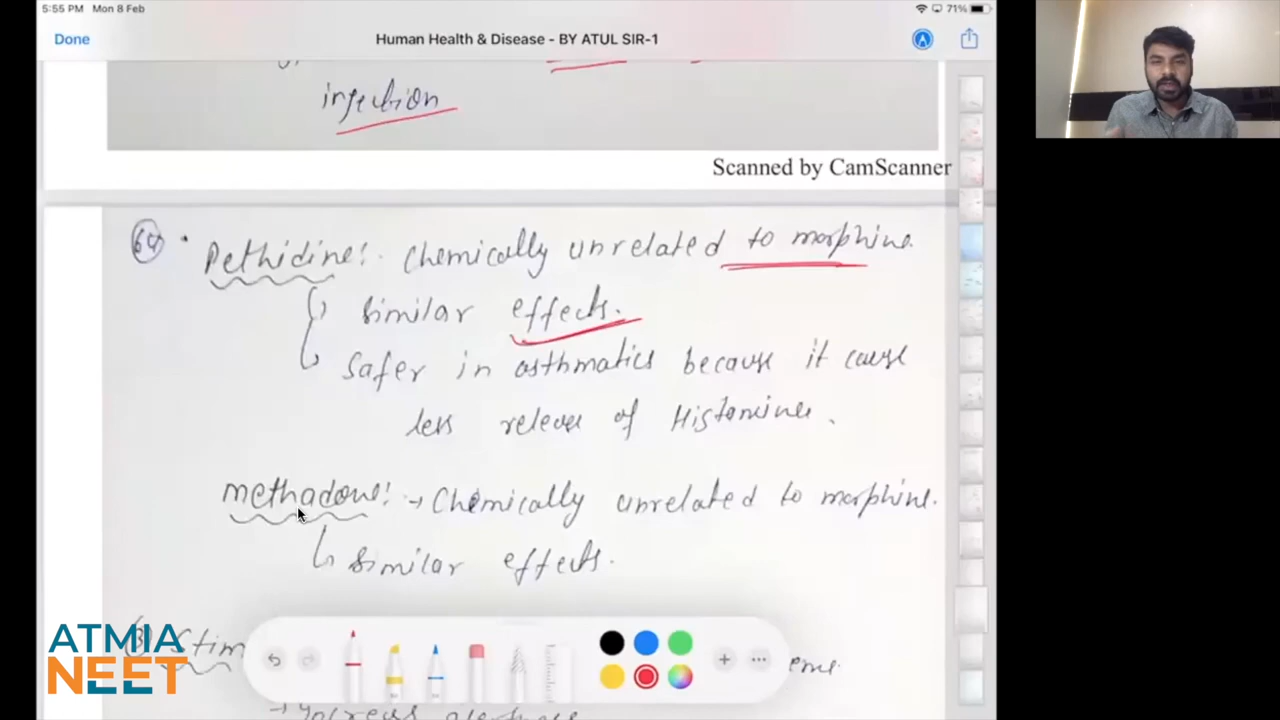 5:55 PM Mon 8 Feb
71%
Done
Human Health & Disease - BY ATUL SIR-1
injection
Scanned by CamScanner
64 • Pethidine:. Chemically unrelated to morphine.
Similar effects.
Safer in asthmatics because it cause
less release of Histamine.
methadone: → Chemically unrelated to morphine.
Similar effects.
Stim
ATMIA
NEET